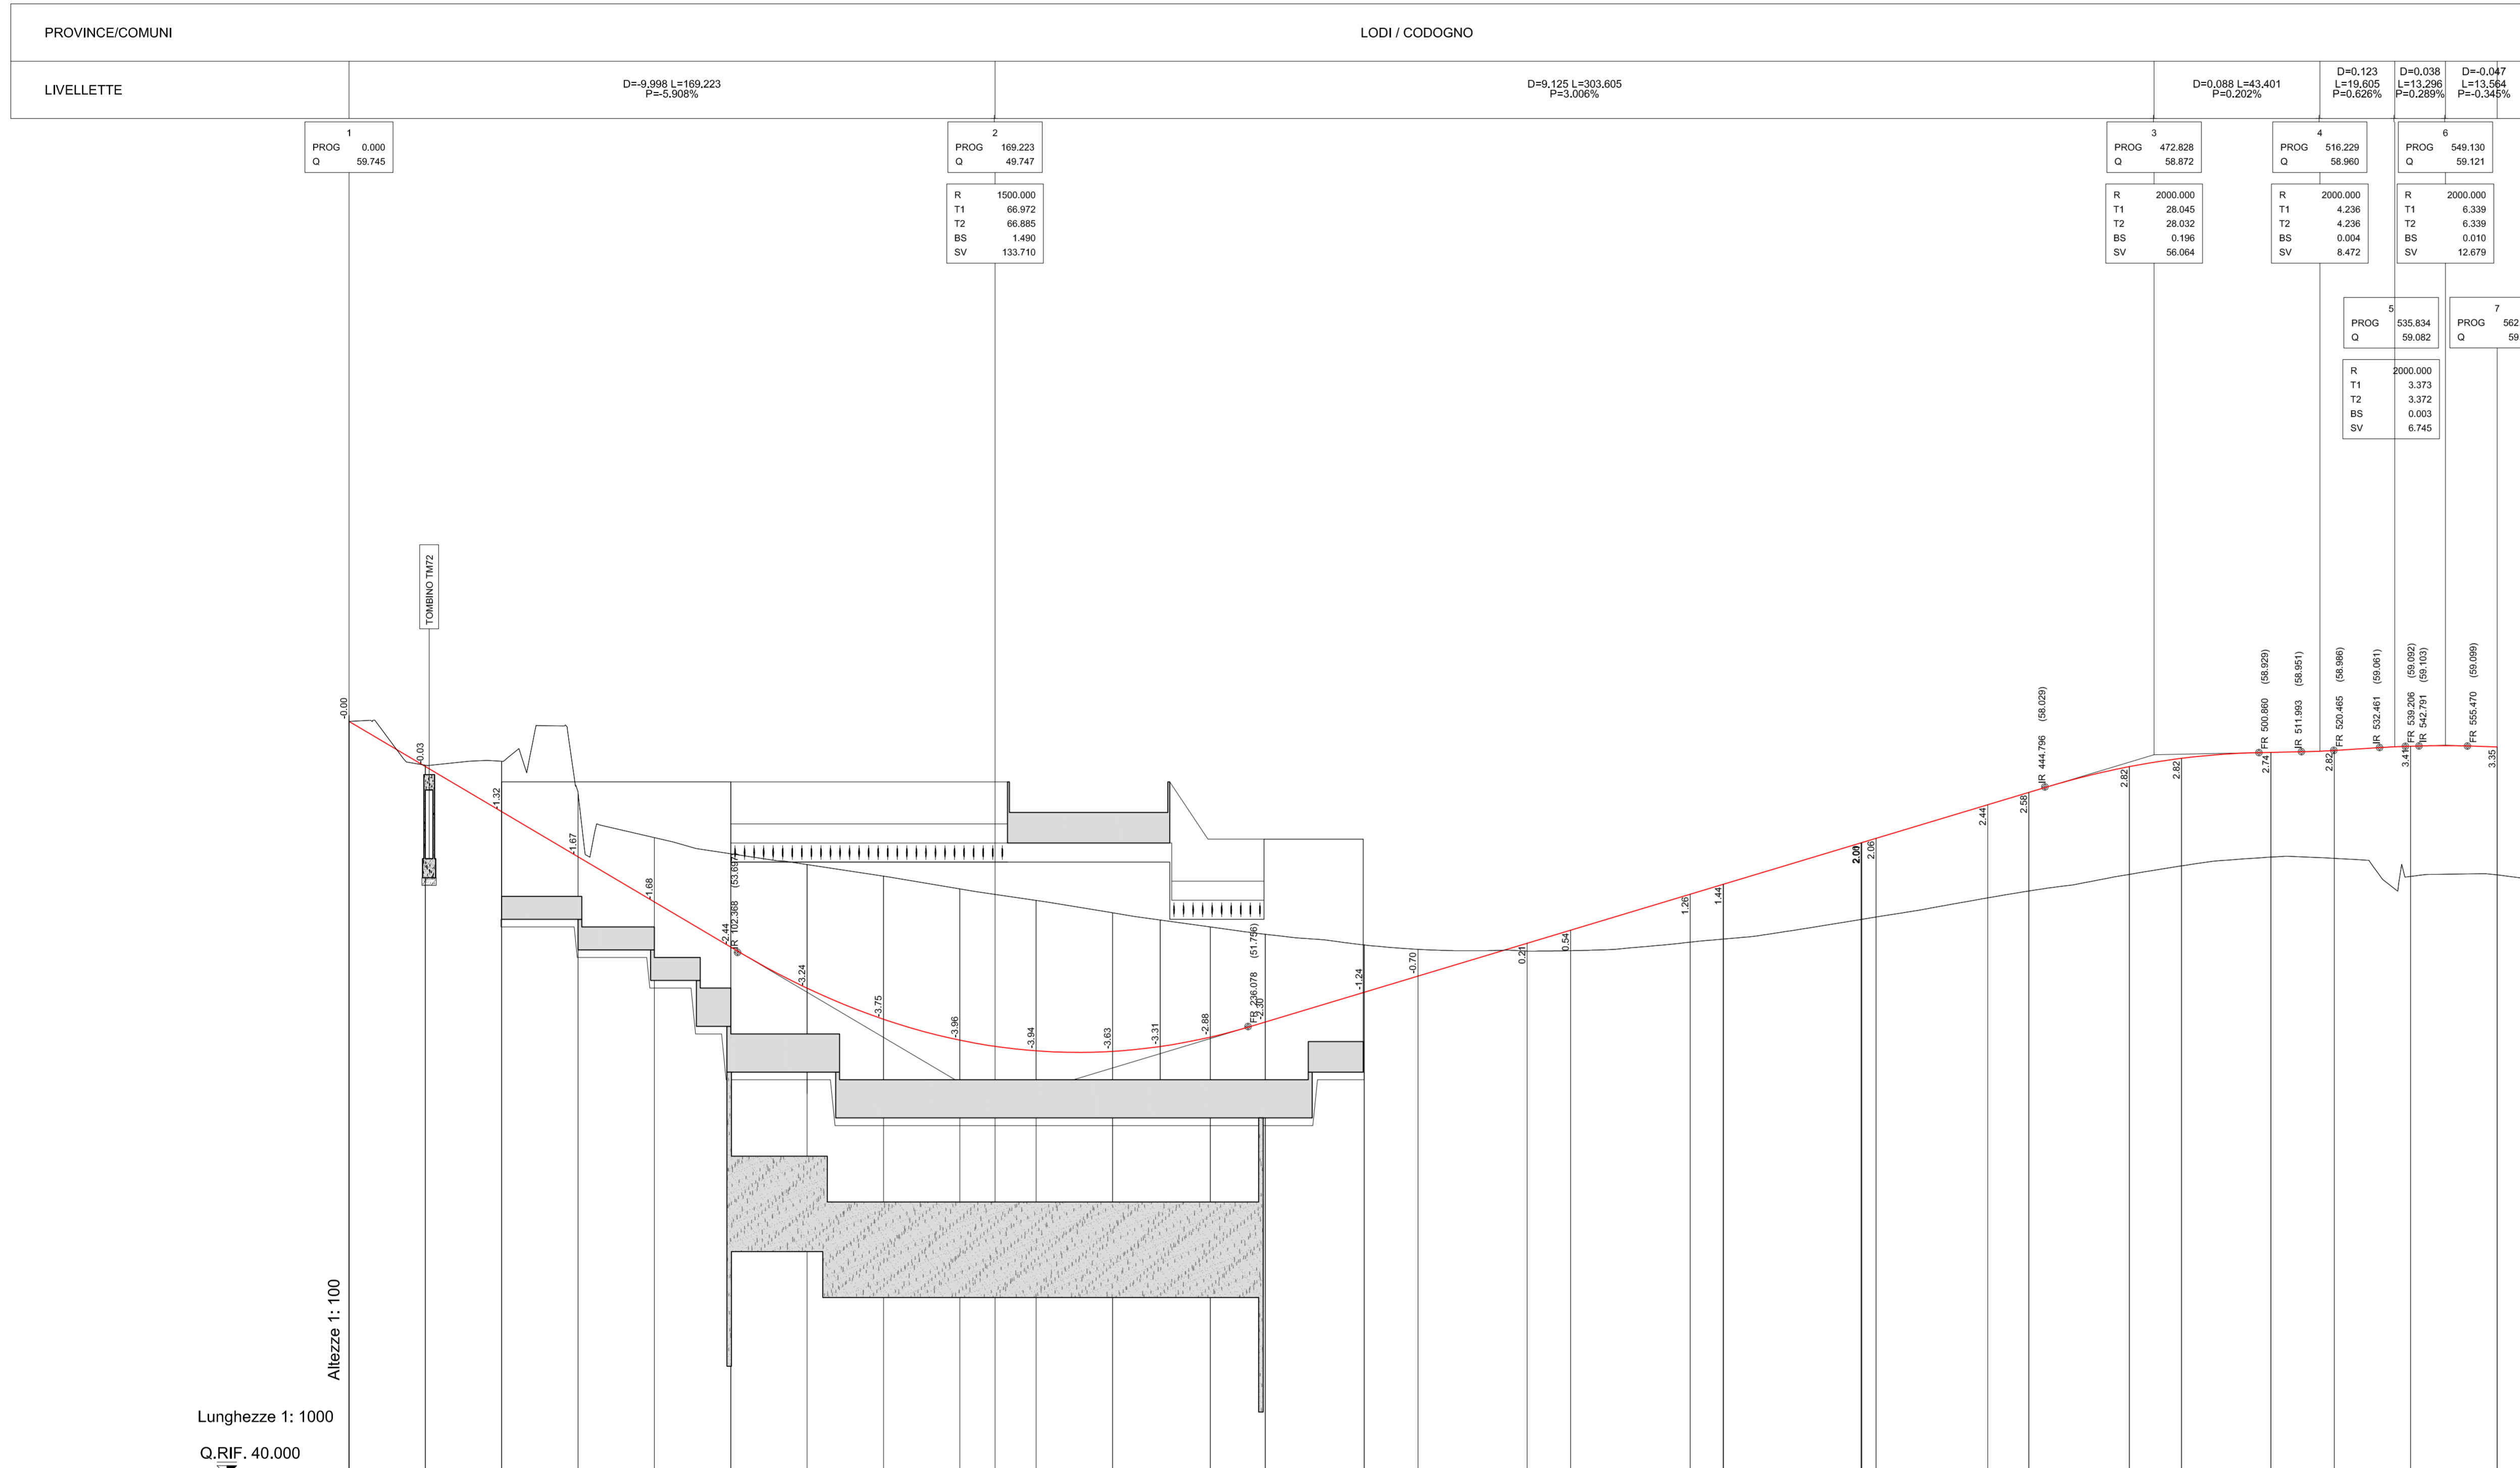 PROVINCE/COMUNI
LODI / CODOGNO
LIVELLETTE
D=-9.998 L=169.223
P=-5.908%
D=9.125 L=303.605
P=3.006%
D=0.088 L=43.401
P=0.202%
D=0.123
L=19.605
P=0.626%
D=0.038
L=13.296
P=0.289%
D=-0.047
L=13.564
P=-0.345%
1
PROG 0.000
Q 59.745
2
PROG 169.223
Q 49.747
R 1500.000
T1 66.972
T2 66.885
BS 1.490
SV 133.710
3
PROG 472.828
Q 58.872
R 2000.000
T1 28.045
T2 28.032
BS 0.196
SV 56.064
4
PROG 516.229
Q 58.960
R 2000.000
T1 4.236
T2 4.236
BS 0.004
SV 8.472
6
PROG 549.130
Q 59.121
R 2000.000
T1 6.339
T2 6.339
BS 0.010
SV 12.679
5
PROG 535.834
Q 59.082
R 2000.000
T1 3.373
T2 3.372
BS 0.003
SV 6.745
7
PROG 562.
Q 59.
TOMBINO TM72
-0.00
-0.03
-1.32
-1.67
-1.68
-2.44
IR 102.368 (53.697)
-3.24
-3.75
-3.96
-3.94
-3.63
-3.31
-2.88
FR 236.078 (51.756)
-2.30
-1.24
-0.70
0.21
0.54
1.26
1.44
2.06
2.44
2.58
IR 444.796 (58.029)
2.82
2.82
FR 500.860 (58.929)
2.74
IR 511.993 (58.951)
FR 520.465 (58.986)
2.82
IR 532.461 (59.061)
FR 539.206 (59.092)
3.41
IR 542.791 (59.103)
FR 555.470 (59.099)
3.35
Altezze 1: 100
Lunghezze 1: 1000
Q.RIF. 40.000